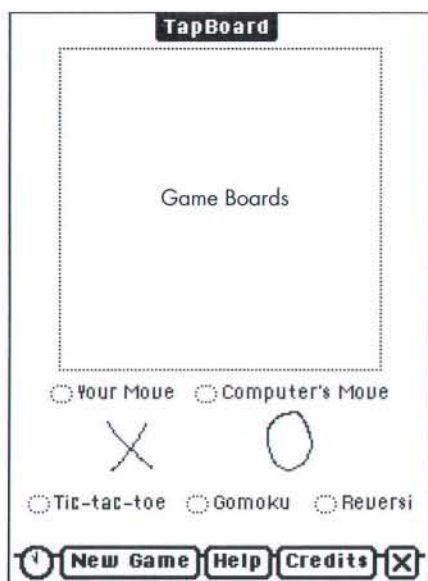 TapBoard
Game Boards
Your Move Computer's Move
Tic-tac-toe Gomoku Reversi
New Game Help Credits